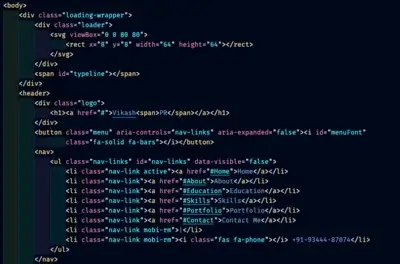 <body>
<div class="loading-wrapper">
<div class="loader">
<svg viewBox="0 0 80 80">
<rect x="8" y="8" width="64" height="64"></rect>
</svg>
</div>
<span id="typeline"></span>
</div>
<header>
<div class="logo">
<h1><a href="#">Vikash<span>PR</span></a></h1>
</div>
<button class="menu" aria-controls="nav-links" aria-expanded="false"><i id="menuFont"
class="fa-solid fa-bars"></i></button>
<nav>
<ul class="nav-links" id="nav-links" data-visible="false">
<li class="nav-link active"><a href="#Home">Home</a></li>
<li class="nav-link"><a href="#About">About</a></li>
<li class="nav-link"><a href="#Education">Education</a></li>
<li class="nav-link"><a href="#Skills">Skills</a></li>
<li class="nav-link"><a href="#Portfolio">Portfolio</a></li>
<li class="nav-link"><a href="#Contact">Contact Me</a></li>
<li class="nav-link mobi-rm">|</li>
<li class="nav-link mobi-rm"><i class="fas fa-phone"></i> +91-93444-87074</li>
</ul>
</nav>